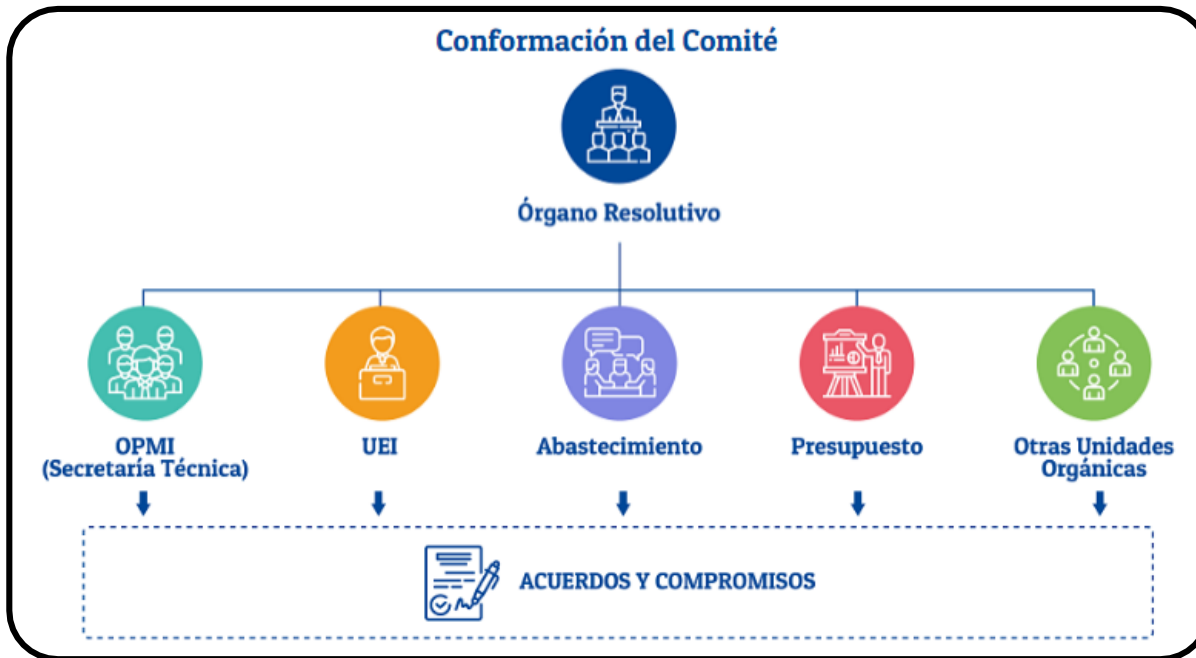 Conformación del Comité
Órgano Resolutivo
OPMI
(Secretaría Técnica)
UEI
Abastecimiento
Presupuesto
Otras Unidades
Orgánicas
ACUERDOS Y COMPROMISOS